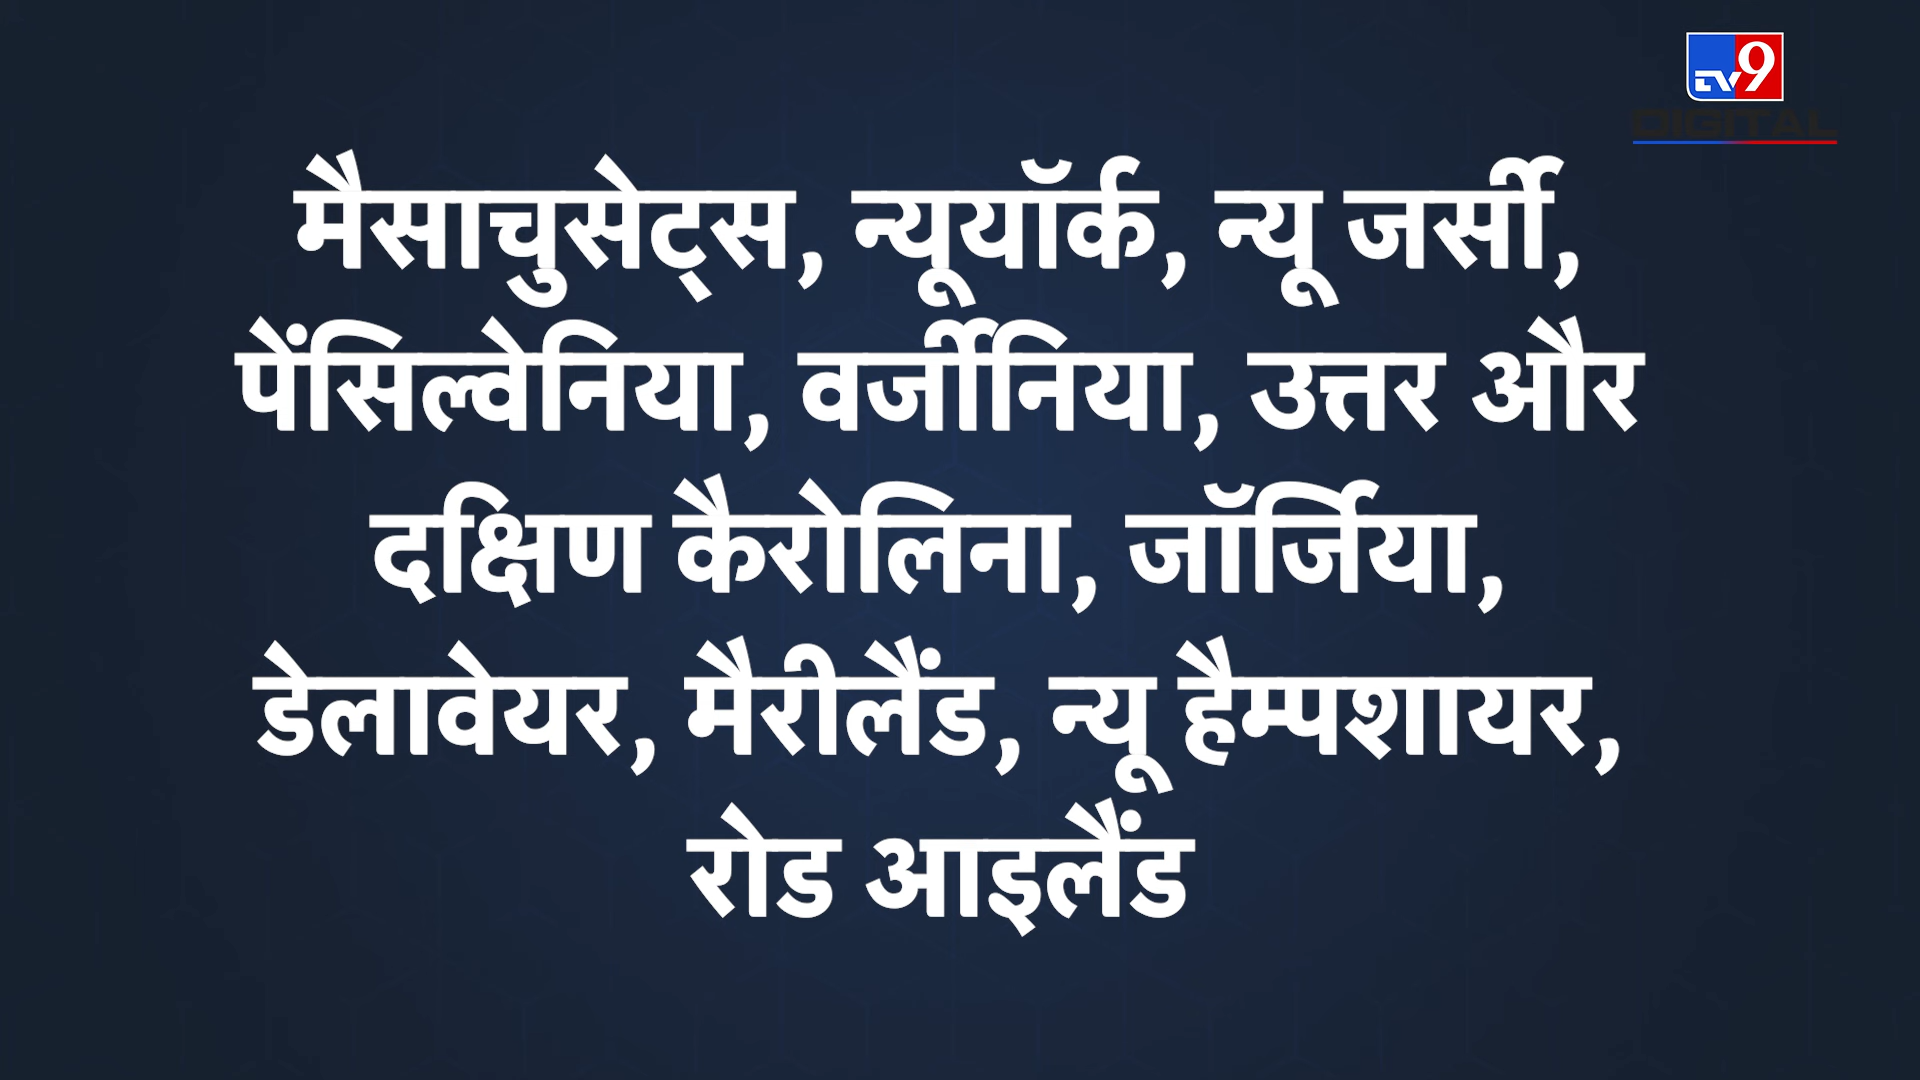 TV9
DIGITAL
मैसाचुसेट्स, न्यूयॉर्क, न्यू जर्सी,
पेंसिल्वेनिया, वर्जीनिया, उत्तर और
दक्षिण कैरोलिना, जॉर्जिया,
डेलावेयर, मैरीलैंड, न्यू हैम्पशायर,
रोड आइलैंड